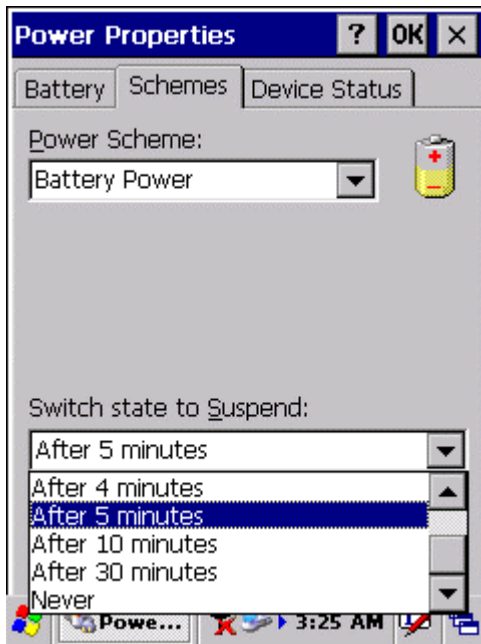 Power Properties ? OK ×
Battery Schemes Device Status
Power Scheme:
Battery Power
Switch state to Suspend:
After 5 minutes
After 4 minutes
After 5 minutes
After 10 minutes
After 30 minutes
Never
Powe... 3:25 AM